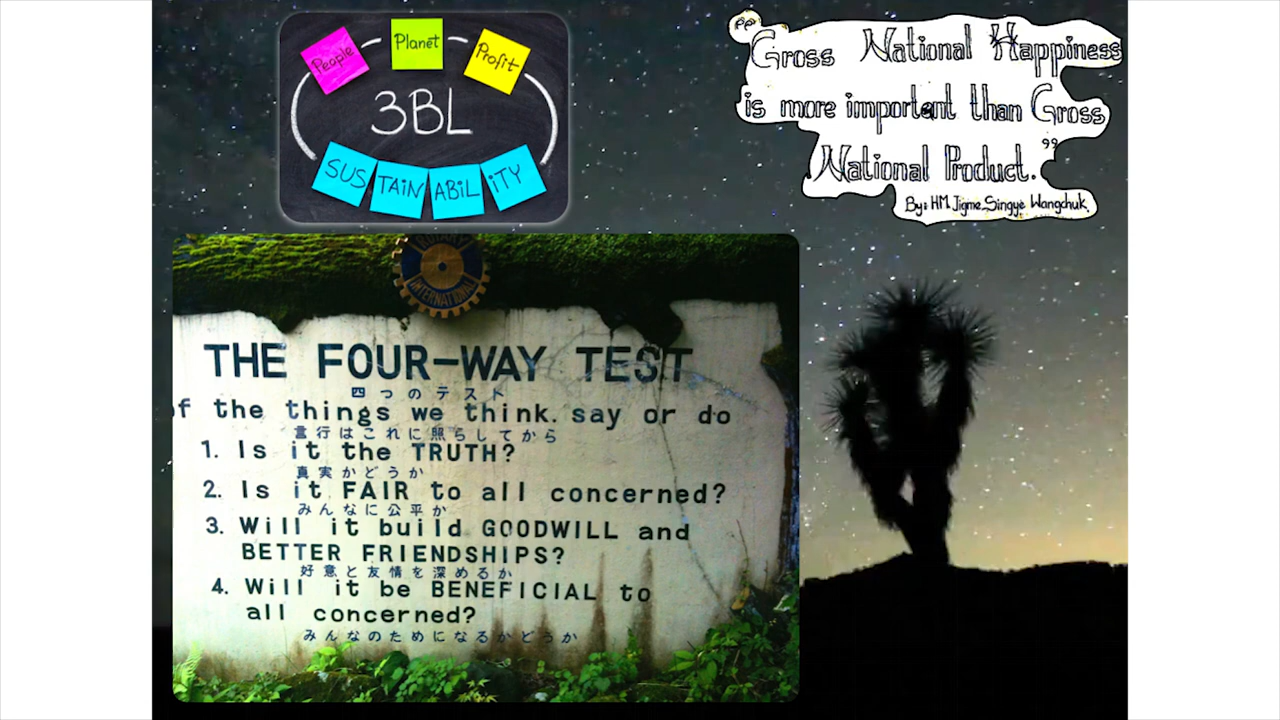 People
Planet
Profit
3BL
SUS
TAiN
ABiL
iTY
"Gross National Happiness
is more important than Gross
National Product."
By: HM Jigme Singye Wangchuk.
ROTARY
INTERNATIONAL
THE FOUR-WAY TEST
四つのテスト
of the things we think. say or do
言行はこれに照らしてから
1. Is it the TRUTH?
真実かどうか
2. Is it FAIR to all concerned?
みんなに公平か
3. Will it build GOODWILL and
BETTER FRIENDSHIPS?
好意と友情を深めるか
4. Will it be BENEFICIAL to
all concerned?
みんなのためになるかどうか